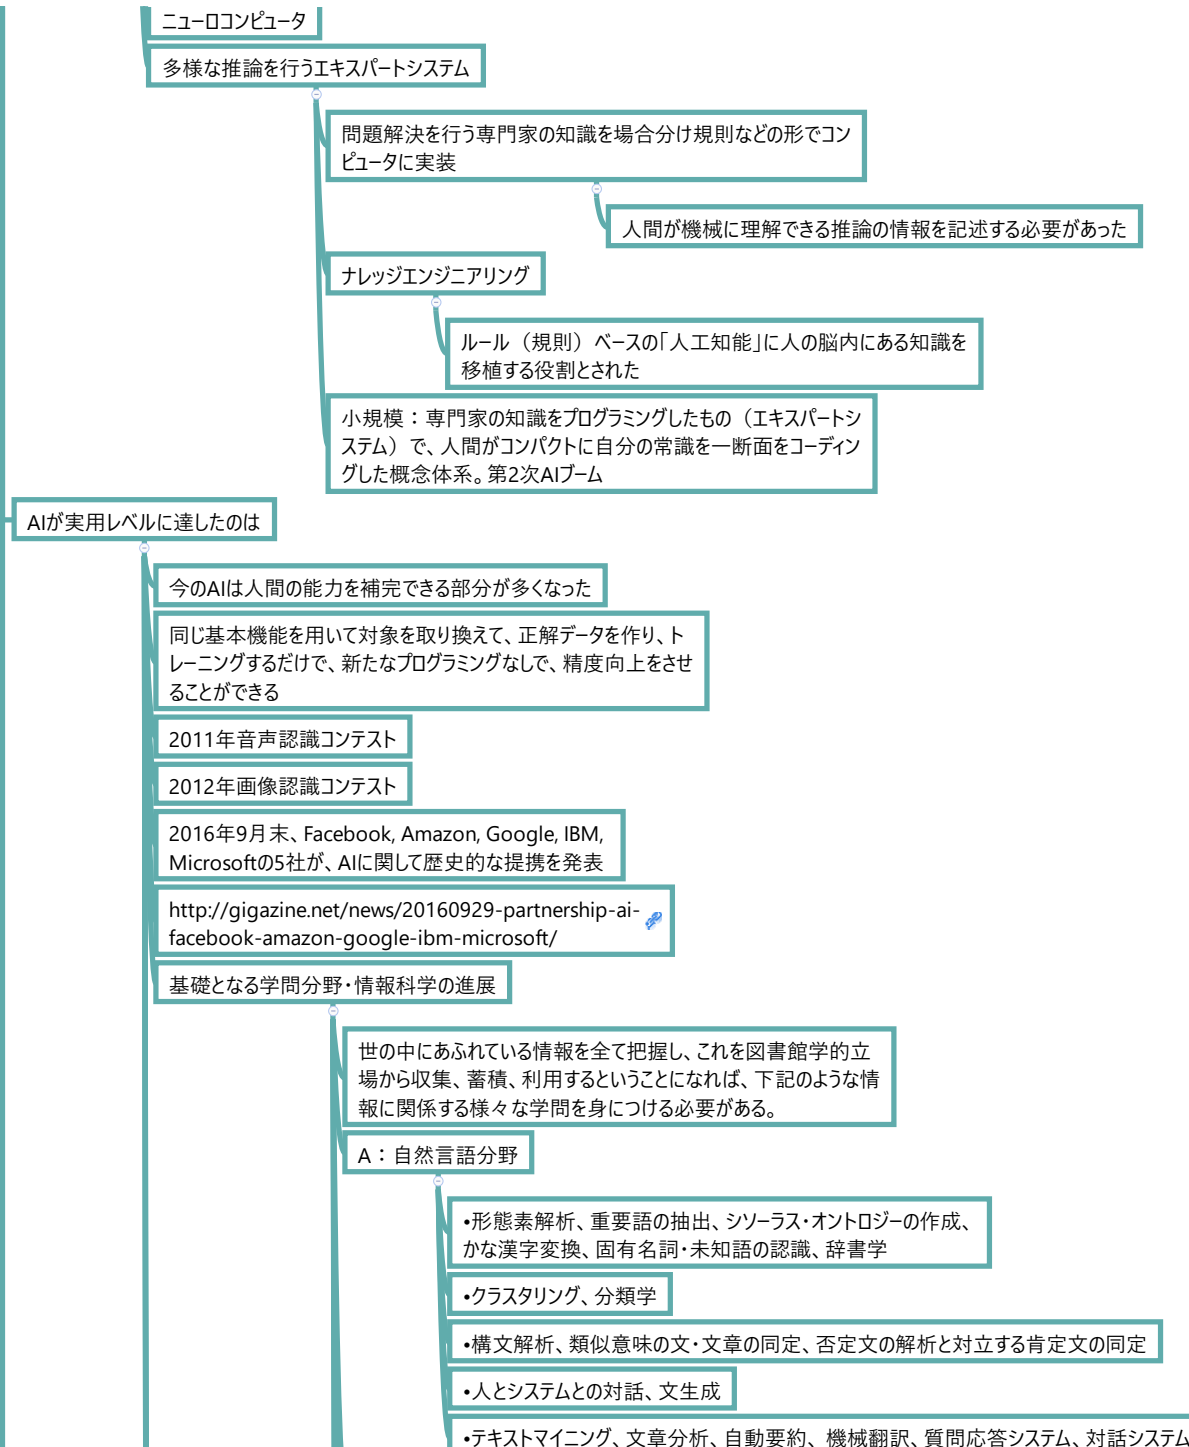 ニューロコンピュータ
多様な推論を行うエキスパートシステム
問題解決を行う専門家の知識を場合分け規則などの形でコン
ピュータに実装
人間が機械に理解できる推論の情報を記述する必要があった
ナレッジエンジニアリング
ルール（規則）ベースの「人工知能」に人の脳内にある知識を
移植する役割とされた
小規模：専門家の知識をプログラミングしたもの（エキスパートシ
ステム）で、人間がコンパクトに自分の常識を一断面をコーディン
グした概念体系。第2次AIブーム
AIが実用レベルに達したのは
今のAIは人間の能力を補完できる部分が多くなった
同じ基本機能を用いて対象を取り換えて、正解データを作り、ト
レーニングするだけで、新たなプログラミングなしで、精度向上をさせ
ることができる
2011年音声認識コンテスト
2012年画像認識コンテスト
2016年9月末、Facebook, Amazon, Google, IBM,
Microsoftの5社が、AIに関して歴史的な提携を発表
http://gigazine.net/news/20160929-partnership-ai-
facebook-amazon-google-ibm-microsoft/
基礎となる学問分野・情報科学の進展
世の中にあふれている情報を全て把握し、これを図書館学的立
場から収集、蓄積、利用するということになれば、下記のような情
報に関係する様々な学問を身につける必要がある。
A：自然言語分野
•形態素解析、重要語の抽出、シソーラス・オントロジーの作成、
かな漢字変換、固有名詞・未知語の認識、辞書学
•クラスタリング、分類学
•構文解析、類似意味の文・文章の同定、否定文の解析と対立する肯定文の同定
•人とシステムとの対話、文生成
•テキストマイニング、文章分析、自動要約、機械翻訳、質問応答システム、対話システム